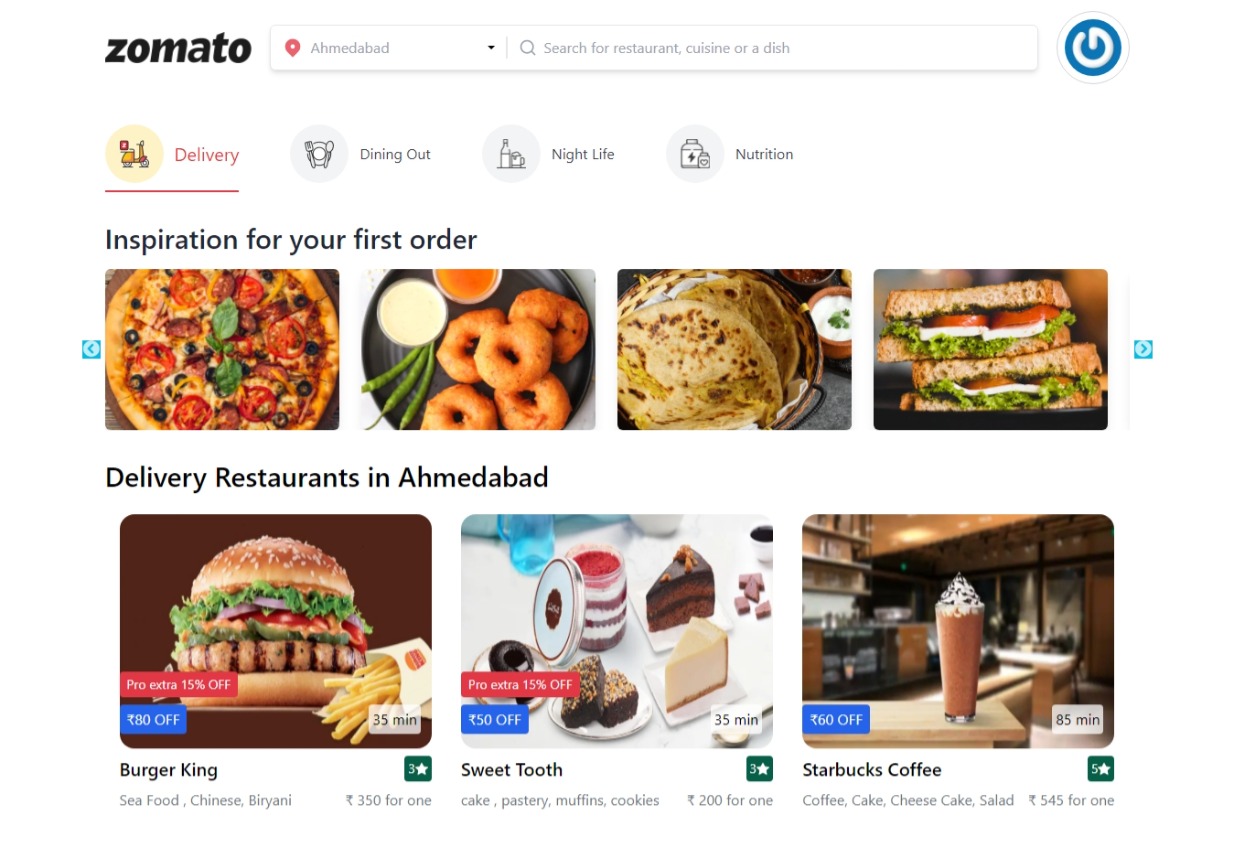 zomato
Ahmedabad
Search for restaurant, cuisine or a dish
Delivery
Dining Out
Night Life
Nutrition
Inspiration for your first order
Delivery Restaurants in Ahmedabad
Pro extra 15% OFF
₹80 OFF
35 min
Burger King
3
Sea Food , Chinese, Biryani
₹ 350 for one
Pro extra 15% OFF
₹50 OFF
35 min
Sweet Tooth
3
cake , pastery, muffins, cookies
₹ 200 for one
₹60 OFF
85 min
Starbucks Coffee
5
Coffee, Cake, Cheese Cake, Salad
₹ 545 for one